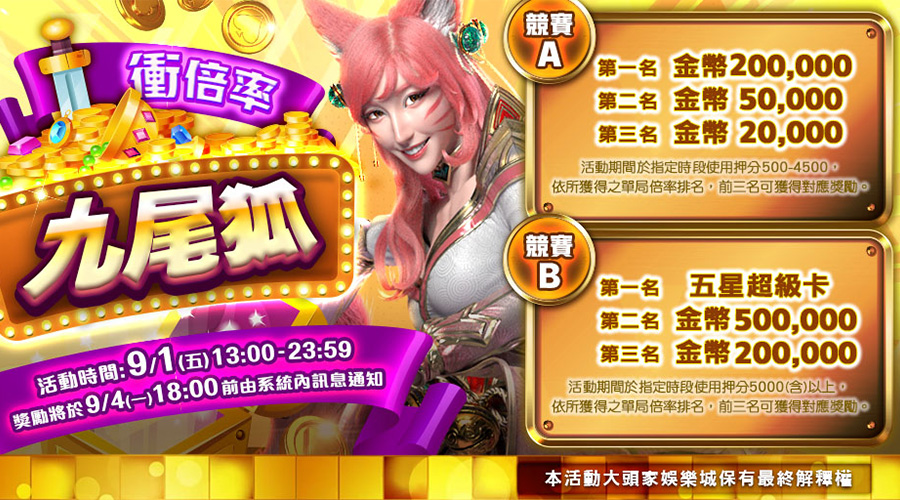 衝倍率
九尾狐
活動時間:9/1(五)13:00-23:59
獎勵將於9/4(一)18:00前由系統內訊息通知
競賽
A
第一名 金幣200,000
第二名 金幣 50,000
第三名 金幣 20,000
活動期間於指定時段使用押分500-4500,
依所獲得之單局倍率排名,前三名可獲得對應獎勵。
競賽
B
第一名 五星超級卡
第二名 金幣500,000
第三名 金幣200,000
活動期間於指定時段使用押分5000(含)以上,
依所獲得之單局倍率排名,前三名可獲得對應獎勵。
本活動大頭家娛樂城保有最終解釋權